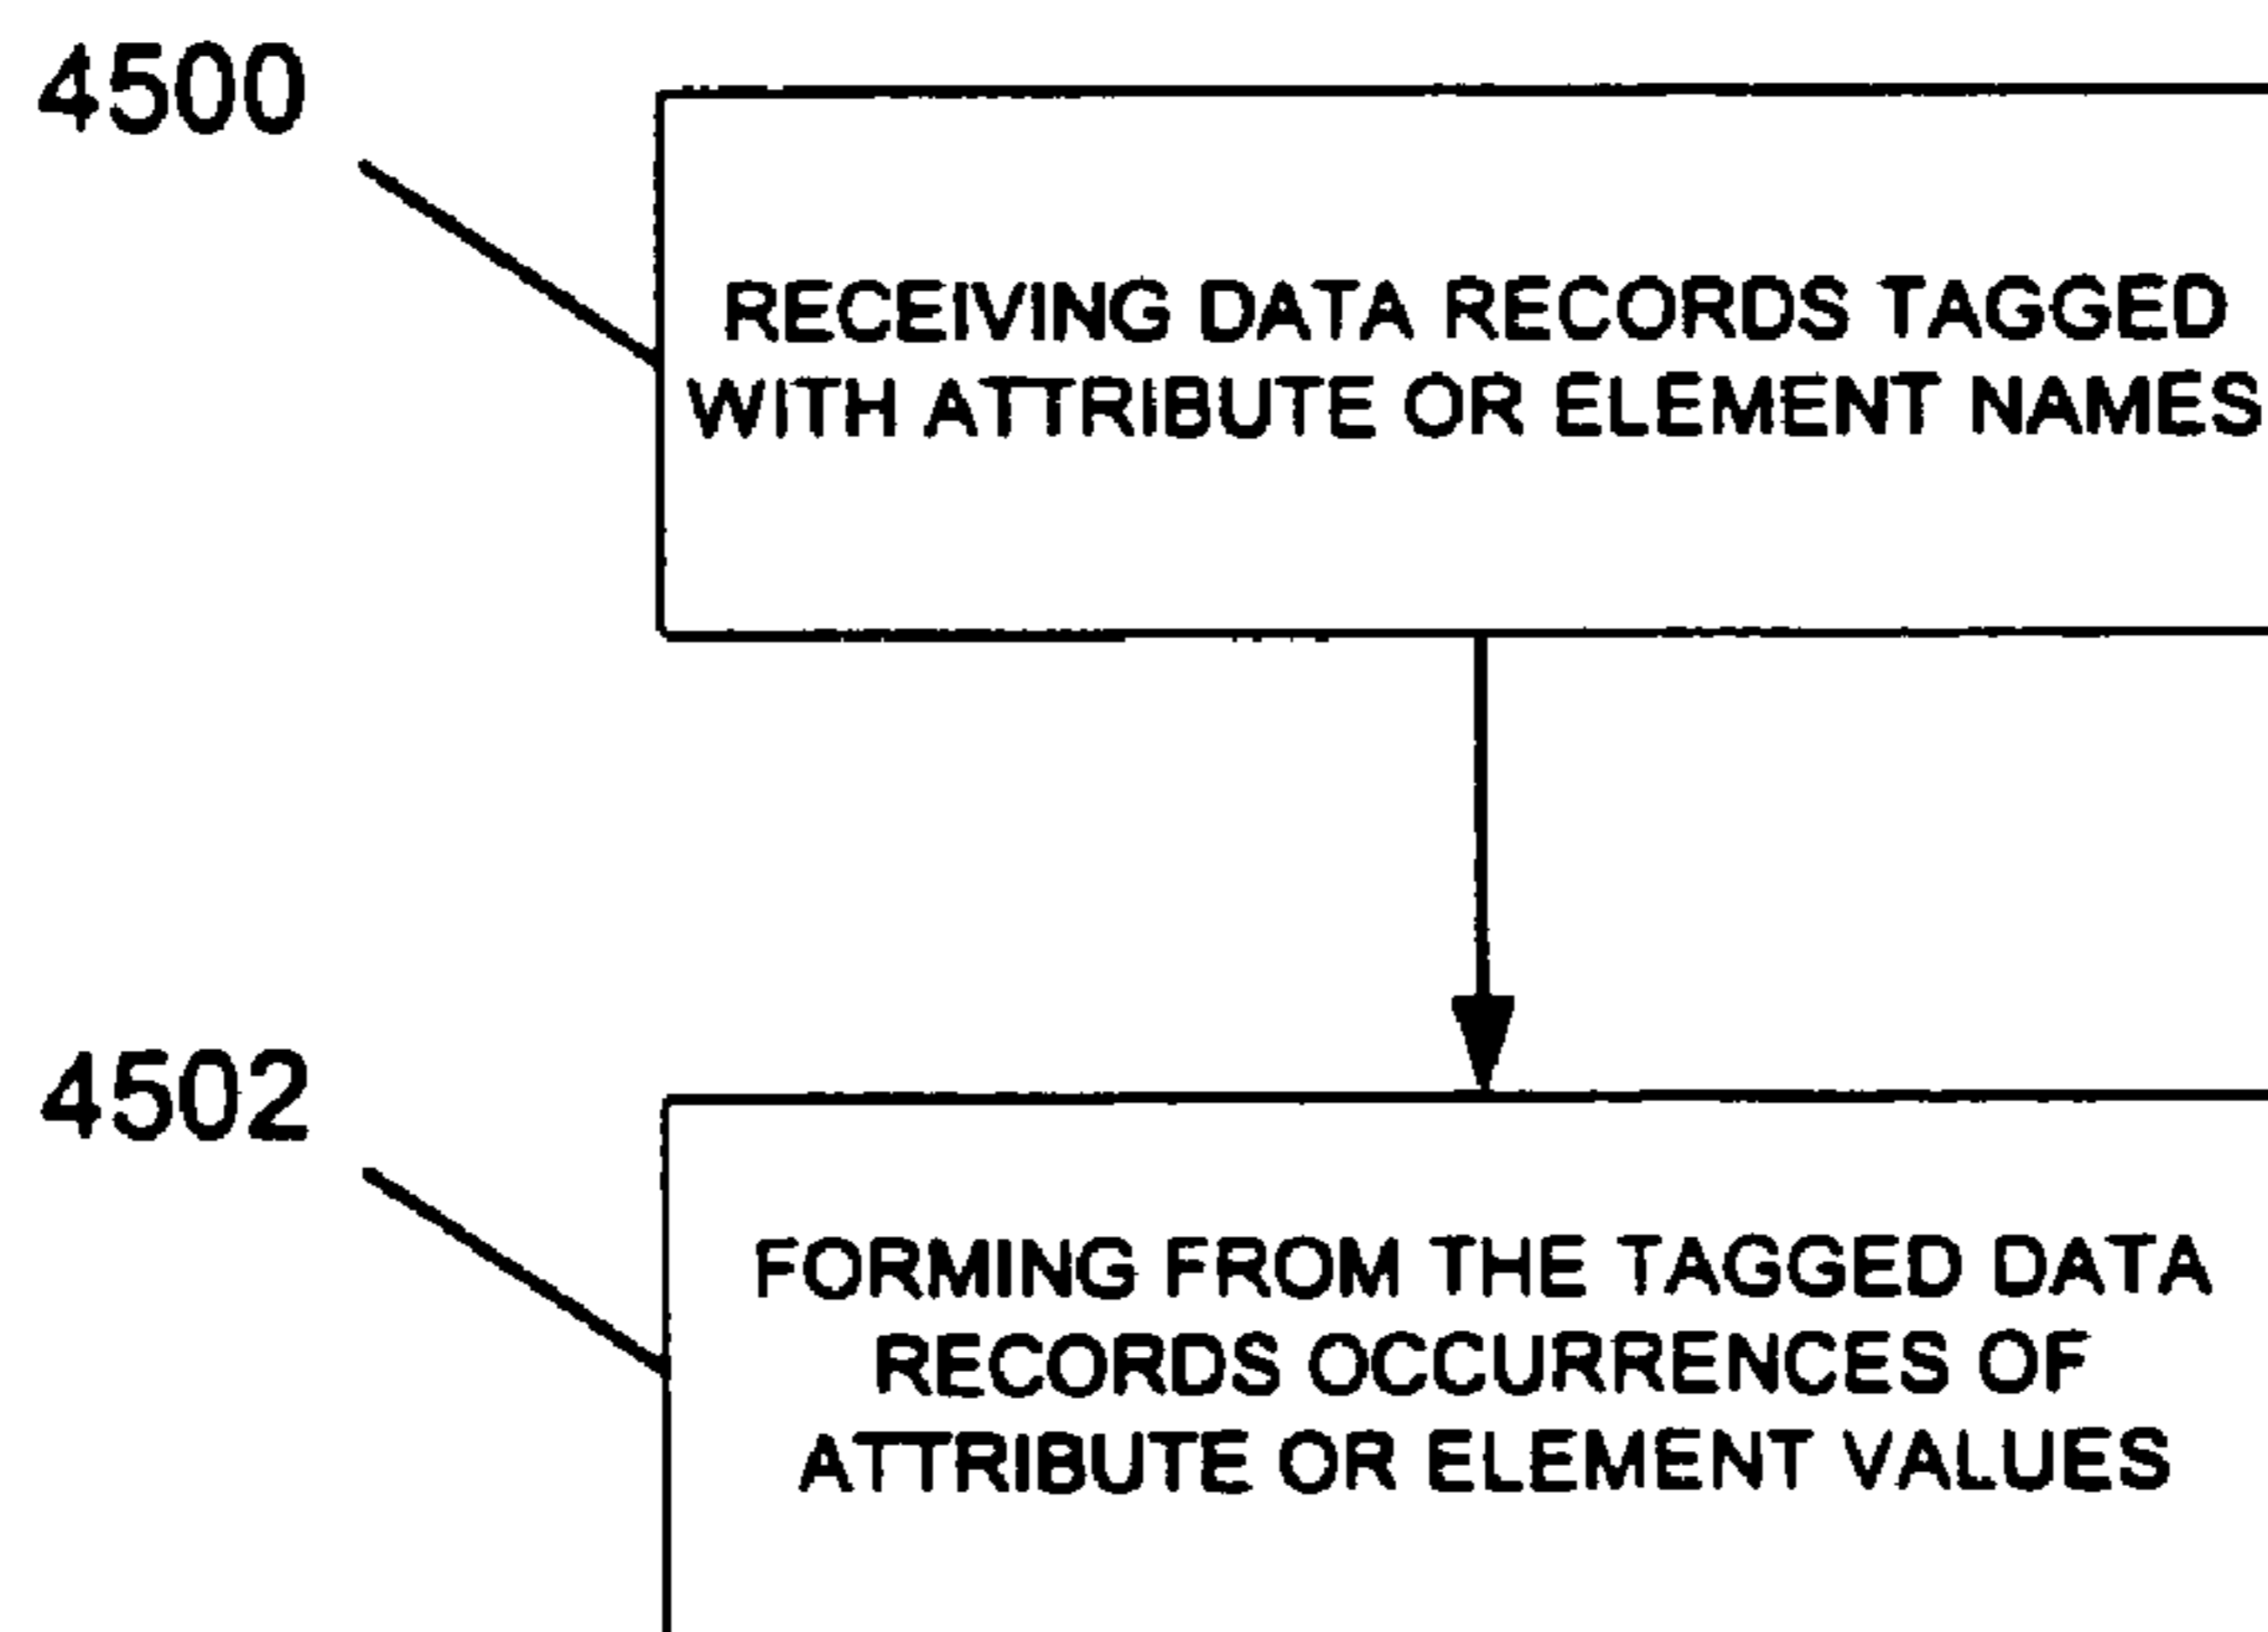 4500
RECEIVING DATA RECORDS TAGGED
WITH ATTRIBUTE OR ELEMENT NAMES
4502
FORMING FROM THE TAGGED DATA
RECORDS OCCURRENCES OF
ATTRIBUTE OR ELEMENT VALUES